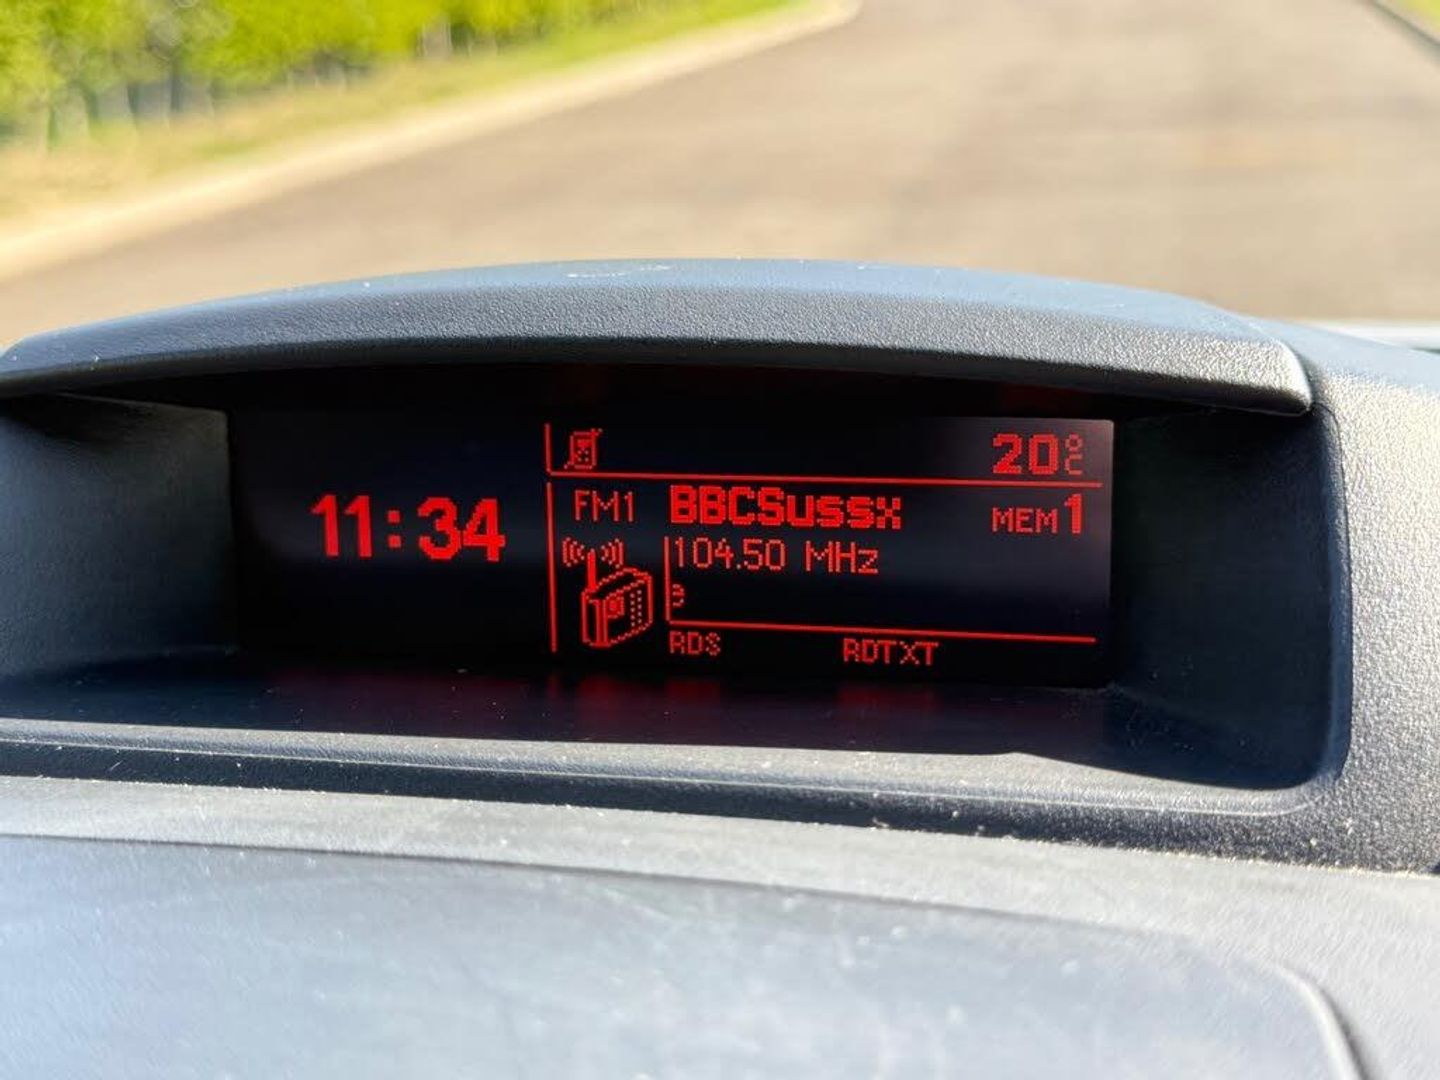 20°C
11:34
FM1 BBCSussx MEM1
104.50 MHz
e
RDS RDTXT